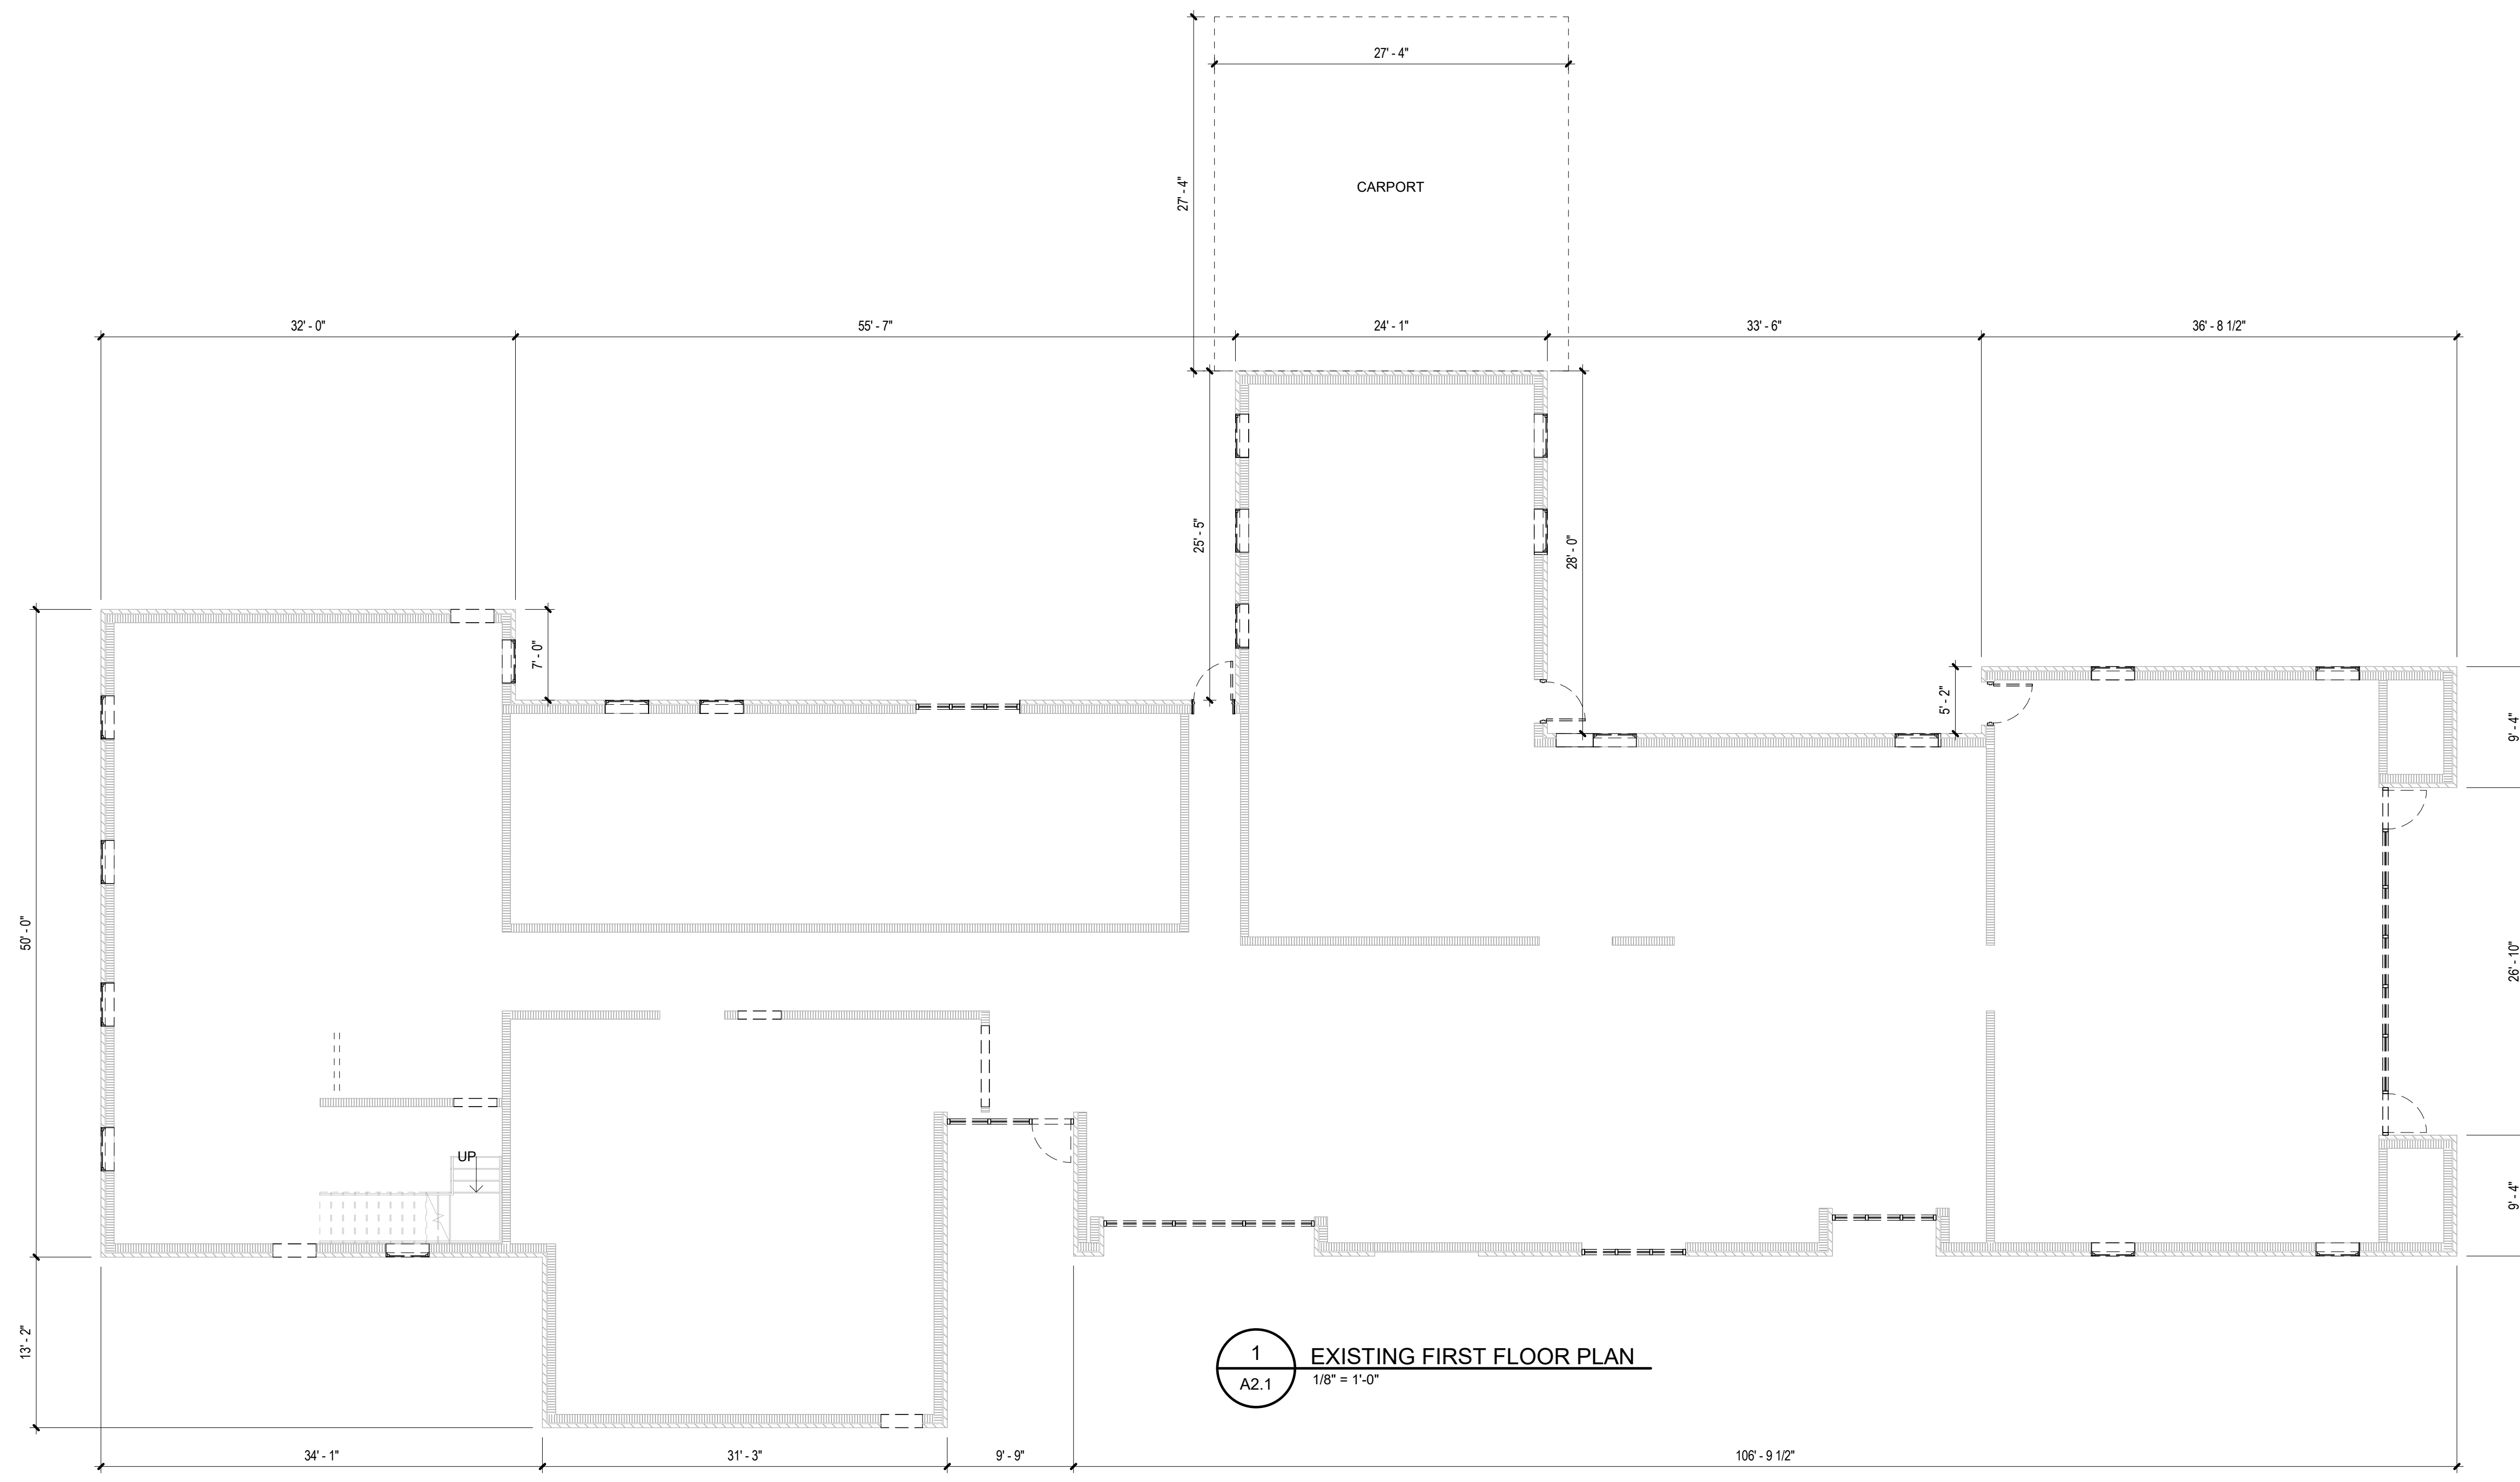 27' - 4"
27' - 4"
CARPORT
32' - 0"
55' - 7"
24' - 1"
33' - 6"
36' - 8 1/2"
25' - 5"
28' - 0"
7' - 0"
5' - 2"
9' - 4"
50' - 0"
26' - 10"
UP
9' - 4"
13' - 2"
1
A2.1
EXISTING FIRST FLOOR PLAN
1/8" = 1'-0"
34' - 1"
31' - 3"
9' - 9"
106' - 9 1/2"